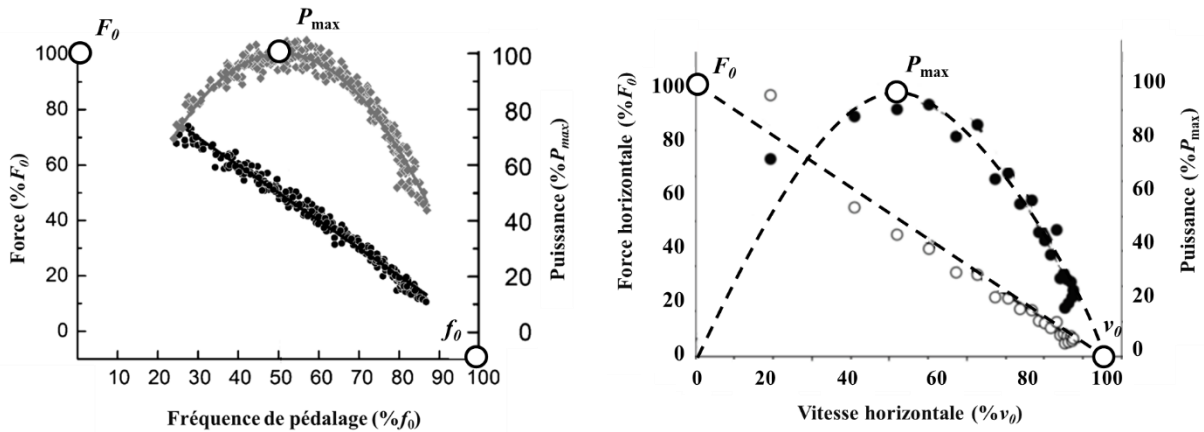 F0
Pmax
100
80
60
40
20
0
Force (%F0)
100
80
60
40
20
0
Puissance (%Pmax)
f0
10 20 30 40 50 60 70 80 90 100
Fréquence de pédalage (%f0)
F0
Pmax
100
80
60
40
20
0
Force horizontale (%F0)
100
80
60
40
20
0
Puissance (%Pmax)
v0
0 20 40 60 80 100
Vitesse horizontale (%v0)